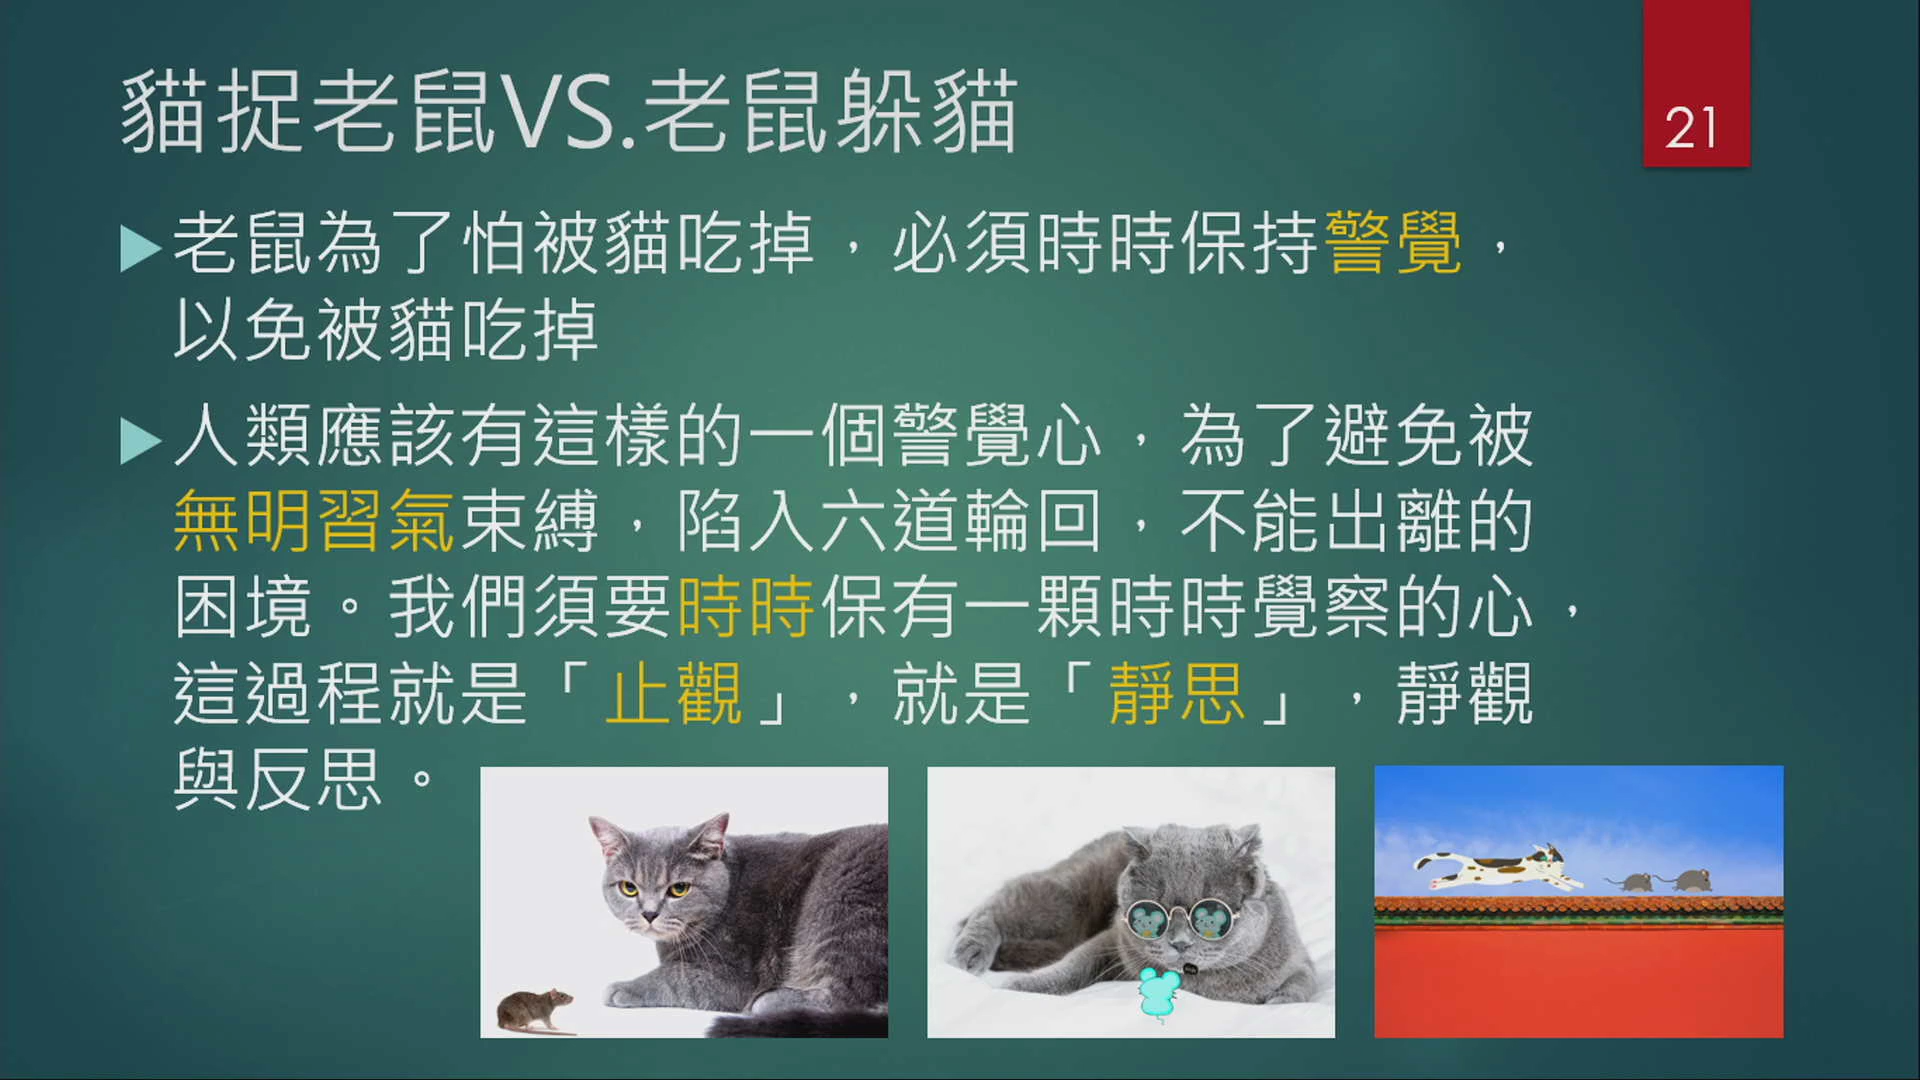 貓捉老鼠VS.老鼠躲貓
21
老鼠為了怕被貓吃掉，必須時時保持警覺，
以免被貓吃掉
人類應該有這樣的一個警覺心，為了避免被
無明習氣束縛，陷入六道輪回，不能出離的
困境。我們須要時時保有一顆時時覺察的心，
這過程就是「止觀」，就是「靜思」，靜觀
與反思。